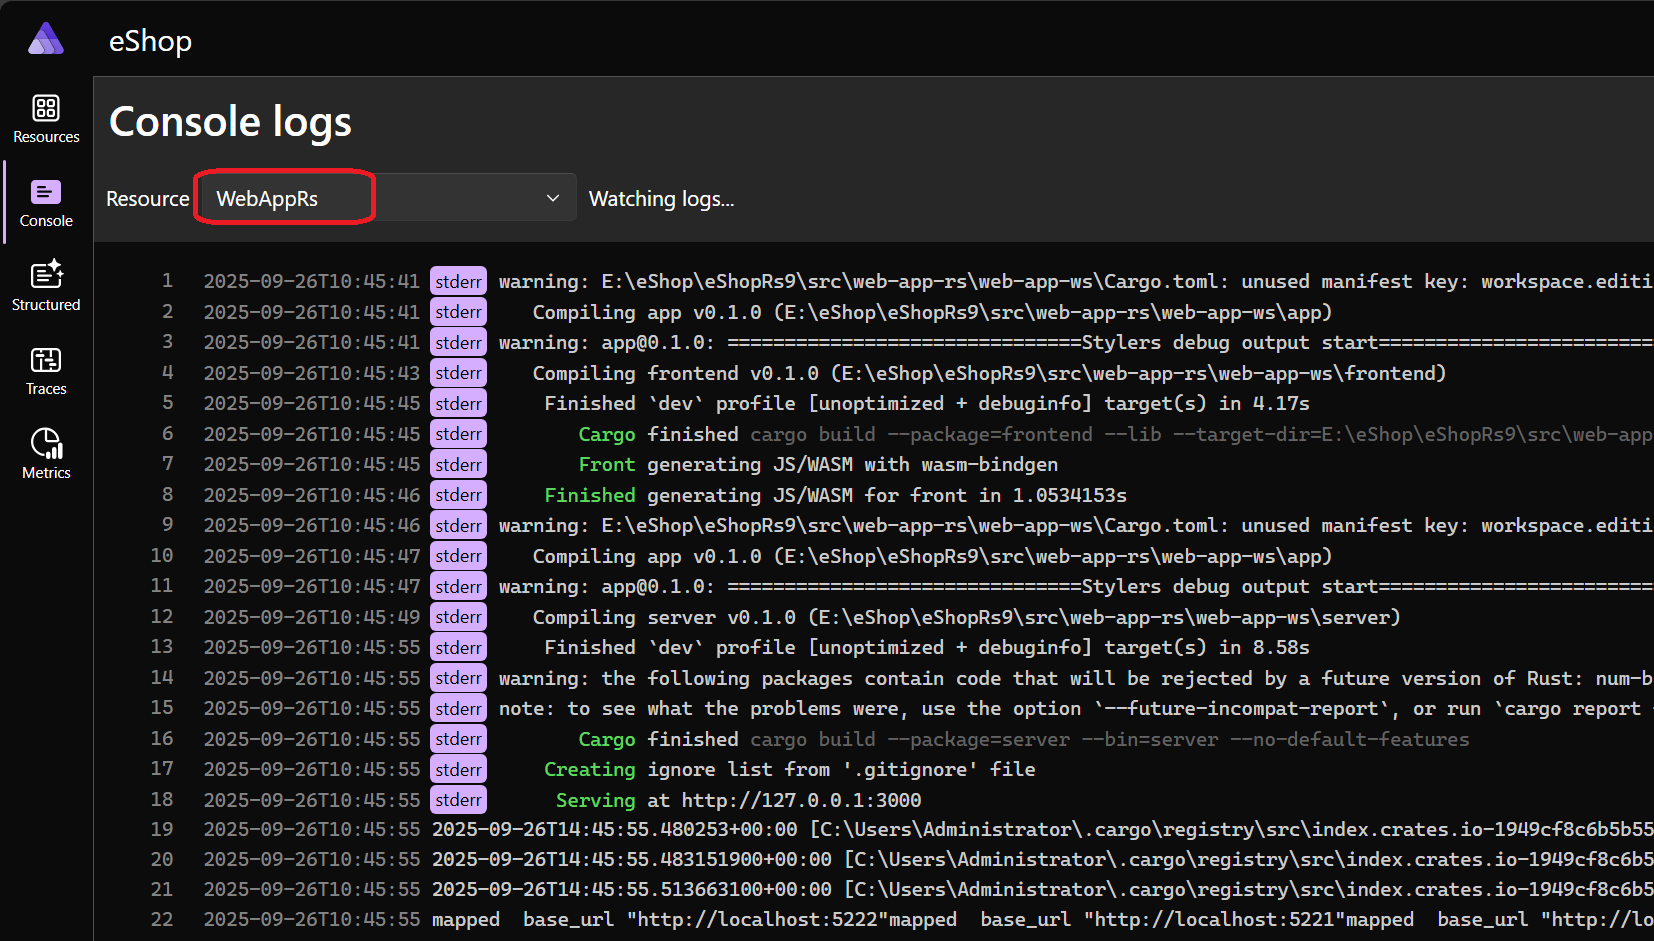 eShop
Resources
Console
Structured
Traces
Metrics
Console logs
Resource WebAppRs Watching logs...
1 2025-09-26T10:45:41 stderr warning: E:\eShop\eShopRs9\src\web-app-rs\web-app-ws\Cargo.toml: unused manifest key: workspace.editi
2 2025-09-26T10:45:41 stderr Compiling app v0.1.0 (E:\eShop\eShopRs9\src\web-app-rs\web-app-ws\app)
3 2025-09-26T10:45:41 stderr warning: app@0.1.0: ===============================Stylers debug output start========================
4 2025-09-26T10:45:43 stderr Compiling frontend v0.1.0 (E:\eShop\eShopRs9\src\web-app-rs\web-app-ws\frontend)
5 2025-09-26T10:45:45 stderr Finished `dev` profile [unoptimized + debuginfo] target(s) in 4.17s
6 2025-09-26T10:45:45 stderr Cargo finished cargo build --package=frontend --lib --target-dir=E:\eShop\eShopRs9\src\web-app
7 2025-09-26T10:45:45 stderr Front generating JS/WASM with wasm-bindgen
8 2025-09-26T10:45:46 stderr Finished generating JS/WASM for front in 1.0534153s
9 2025-09-26T10:45:46 stderr warning: E:\eShop\eShopRs9\src\web-app-rs\web-app-ws\Cargo.toml: unused manifest key: workspace.editi
10 2025-09-26T10:45:47 stderr Compiling app v0.1.0 (E:\eShop\eShopRs9\src\web-app-rs\web-app-ws\app)
11 2025-09-26T10:45:47 stderr warning: app@0.1.0: ===============================Stylers debug output start========================
12 2025-09-26T10:45:49 stderr Compiling server v0.1.0 (E:\eShop\eShopRs9\src\web-app-rs\web-app-ws\server)
13 2025-09-26T10:45:55 stderr Finished `dev` profile [unoptimized + debuginfo] target(s) in 8.58s
14 2025-09-26T10:45:55 stderr warning: the following packages contain code that will be rejected by a future version of Rust: num-b
15 2025-09-26T10:45:55 stderr note: to see what the problems were, use the option `--future-incompat-report`, or run `cargo report -
16 2025-09-26T10:45:55 stderr Cargo finished cargo build --package=server --bin=server --no-default-features
17 2025-09-26T10:45:55 stderr Creating ignore list from '.gitignore' file
18 2025-09-26T10:45:55 stderr Serving at http://127.0.0.1:3000
19 2025-09-26T10:45:55 2025-09-26T14:45:55.480253+00:00 [C:\Users\Administrator\.cargo\registry\src\index.crates.io-1949cf8c6b5b55
20 2025-09-26T10:45:55 2025-09-26T14:45:55.483151900+00:00 [C:\Users\Administrator\.cargo\registry\src\index.crates.io-1949cf8c6b5
21 2025-09-26T10:45:55 2025-09-26T14:45:55.513663100+00:00 [C:\Users\Administrator\.cargo\registry\src\index.crates.io-1949cf8c6b5
22 2025-09-26T10:45:55 mapped base_url "http://localhost:5222"mapped base_url "http://localhost:5221"mapped base_url "http://lo